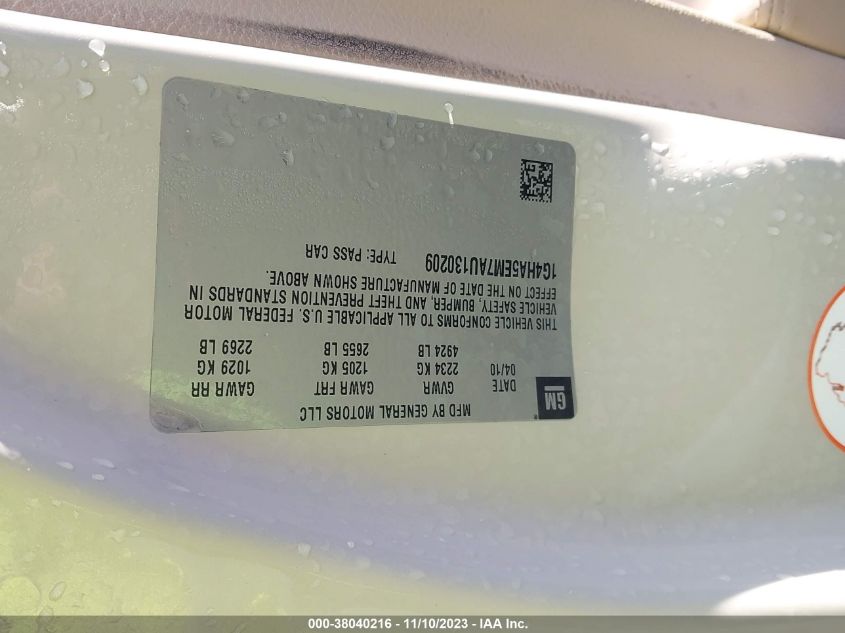 MFD BY GENERAL MOTORS LLC
GM
DATE GVWR GAWR FRT GAWR RR
04/10 2234 KG 1205 KG 1029 KG
4924 LB 2655 LB 2269 LB
THIS VEHICLE CONFORMS TO ALL APPLICABLE U.S. FEDERAL MOTOR
VEHICLE SAFETY, BUMPER, AND THEFT PREVENTION STANDARDS IN
EFFECT ON THE DATE OF MANUFACTURE SHOWN ABOVE.
1G4HA5EM7AU130209 TYPE: PASS CAR
000-38040216 - 11/10/2023 - IAA Inc.